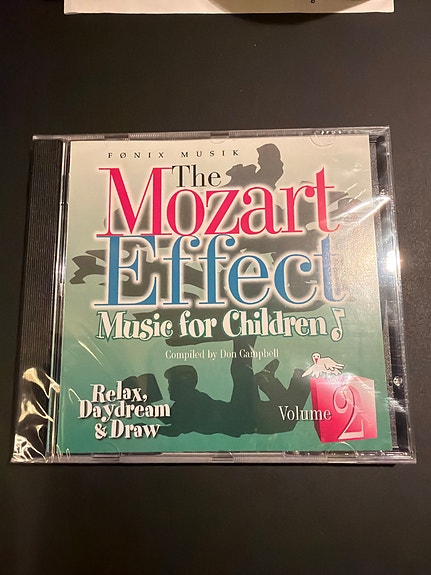 FØNIX MUSIK
The
Mozart
Effect
Music for Children
Compiled by Don Campbell
Relax,
Daydream
& Draw
Volume 2